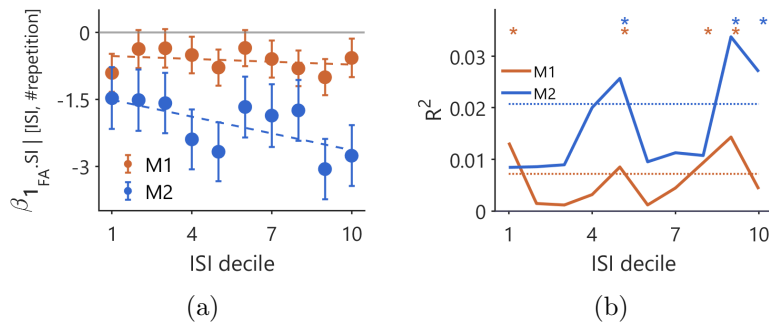 0
-1.5
-3
β1FA.SI | [ISI, #repetition]
M1
M2
1
4
7
10
ISI decile
(a)
* * * *
* * *
0.03
0.02
0.01
0
R²
M1
M2
1
4
7
10
ISI decile
(b)